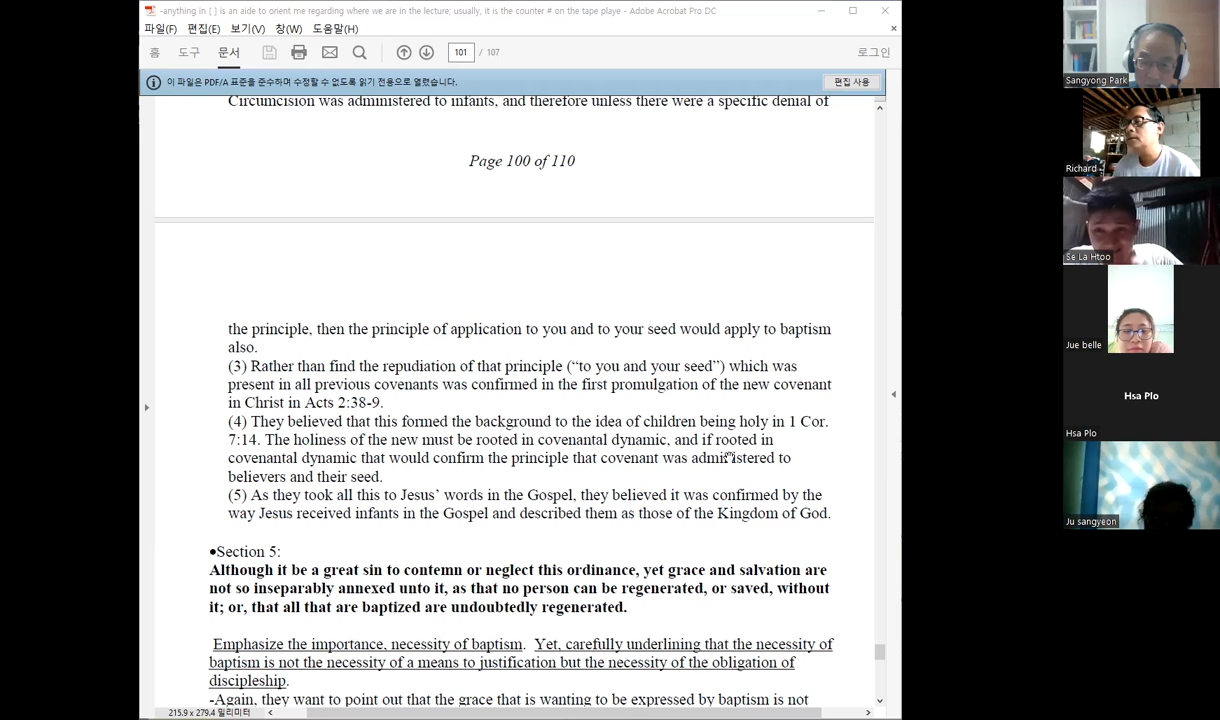 -anything in [ ] is an aide to orient me regarding where we are in the lecture; usually, it is the counter # on the tape playe - Adobe Acrobat Pro DC
파일(F) 편집(E) 보기(V) 창(W) 도움말(H)
홈 도구 문서 101 / 107 로그인
이 파일은 PDF/A 표준을 준수하며 수정할 수 없도록 읽기 전용으로 열렸습니다. 편집 사용
Circumcision was administered to infants, and therefore unless there were a specific denial of
Page 100 of 110
the principle, then the principle of application to you and to your seed would apply to baptism
also.
(3) Rather than find the repudiation of that principle (“to you and your seed”) which was
present in all previous covenants was confirmed in the first promulgation of the new covenant
in Christ in Acts 2:38-9.
(4) They believed that this formed the background to the idea of children being holy in 1 Cor.
7:14. The holiness of the new must be rooted in covenantal dynamic, and if rooted in
covenantal dynamic that would confirm the principle that covenant was administered to
believers and their seed.
(5) As they took all this to Jesus’ words in the Gospel, they believed it was confirmed by the
way Jesus received infants in the Gospel and described them as those of the Kingdom of God.
•Section 5:
Although it be a great sin to contemn or neglect this ordinance, yet grace and salvation are
not so inseparably annexed unto it, as that no person can be regenerated, or saved, without
it; or, that all that are baptized are undoubtedly regenerated.
Emphasize the importance, necessity of baptism. Yet, carefully underlining that the necessity of
baptism is not the necessity of a means to justification but the necessity of the obligation of
discipleship.
-Again, they want to point out that the grace that is wanting to be expressed by baptism is not
215.9 x 279.4 밀리미터
Sangyong Park
Richard
Se La Htoo
Jue belle
Hsa Plo
Hsa Plo
Ju sangyeon